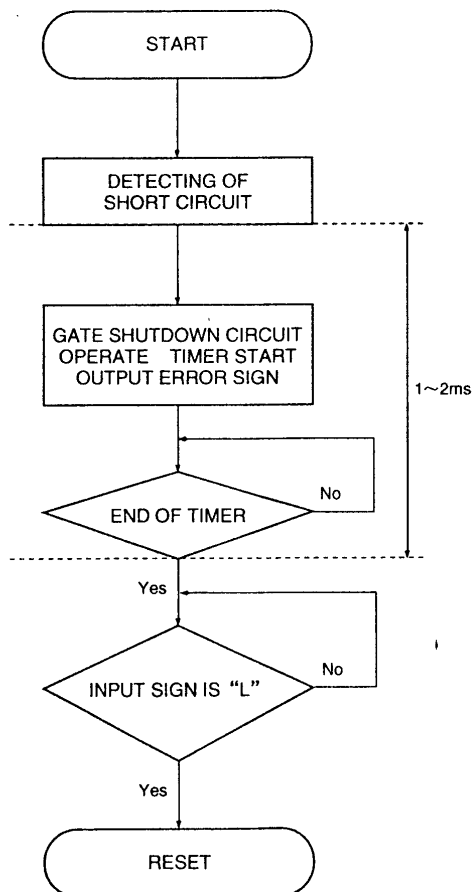 START
DETECTING OF
SHORT CIRCUIT
GATE SHUTDOWN CIRCUIT
OPERATE TIMER START
OUTPUT ERROR SIGN
1~2ms
No
END OF TIMER
Yes
No
INPUT SIGN IS “L”
Yes
RESET